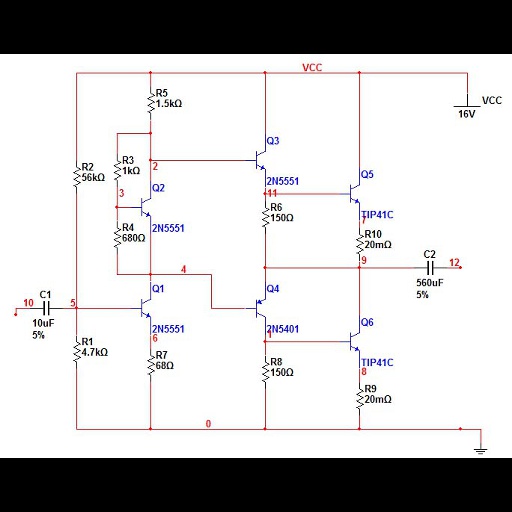 VCC
R5
1.5kΩ
VCC
16V
Q3
R3
1kΩ
2
R2
56kΩ
Q5
3
Q2
2N5551
11
R6
150Ω
TIP41C
7
2N5551
R4
680Ω
R10
20mΩ
C2
9
12
4
560uF
5%
C1
10
5
Q1
Q4
10uF
5%
2N5551
2N5401
Q6
6
1
R1
4.7kΩ
R7
68Ω
R8
150Ω
TIP41C
8
R9
20mΩ
0